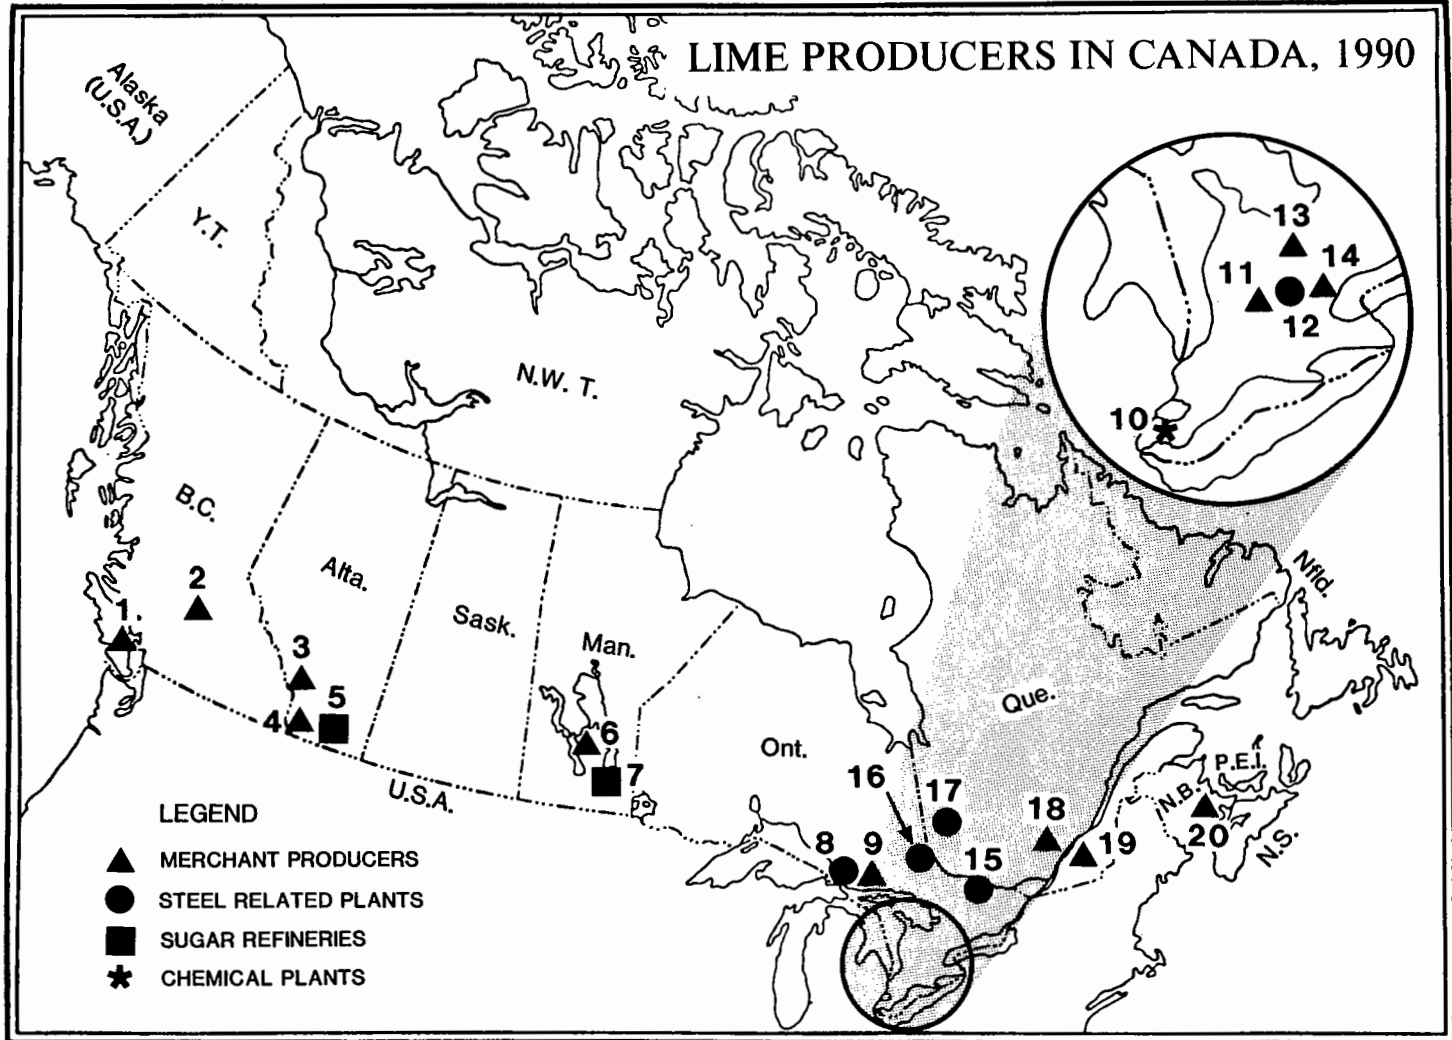 LIME PRODUCERS IN CANADA, 1990
Alaska
(U.S.A.)
Y.T.
N.W. T.
B.C.
Alta.
Sask.
Man.
Ont.
Que.
Nfld.
P.E.I.
N.B.
N.S.
U.S.A.
1
2
3
4
5
6
7
8
9
10
11
12
13
14
15
16
17
18
19
20
LEGEND
MERCHANT PRODUCERS
STEEL RELATED PLANTS
SUGAR REFINERIES
CHEMICAL PLANTS